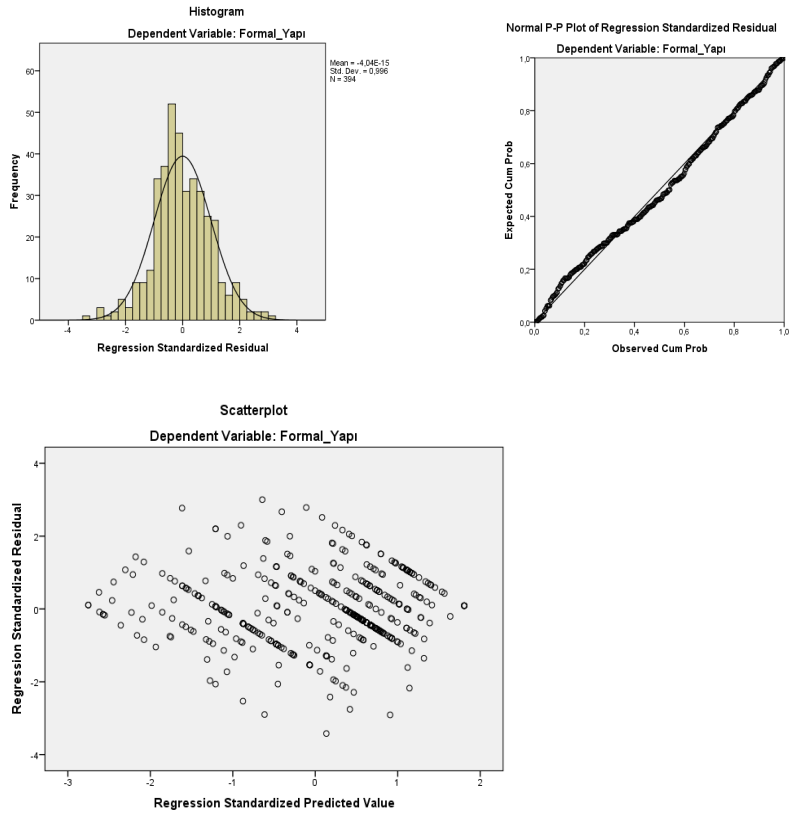 Histogram
Dependent Variable: Formal_Yapı
Mean = -4,04E-15
Std. Dev. = 0,996
N = 394
60
50
40
30
20
10
0
-4 -2 0 2 4
Frequency
Regression Standardized Residual
Normal P-P Plot of Regression Standardized Residual
Dependent Variable: Formal_Yapı
1,0
0,8
0,6
0,4
0,2
0,0
0,0 0,2 0,4 0,6 0,8 1,0
Expected Cum Prob
Observed Cum Prob
Scatterplot
Dependent Variable: Formal_Yapı
4
2
0
-2
-4
-3 -2 -1 0 1 2
Regression Standardized Residual
Regression Standardized Predicted Value